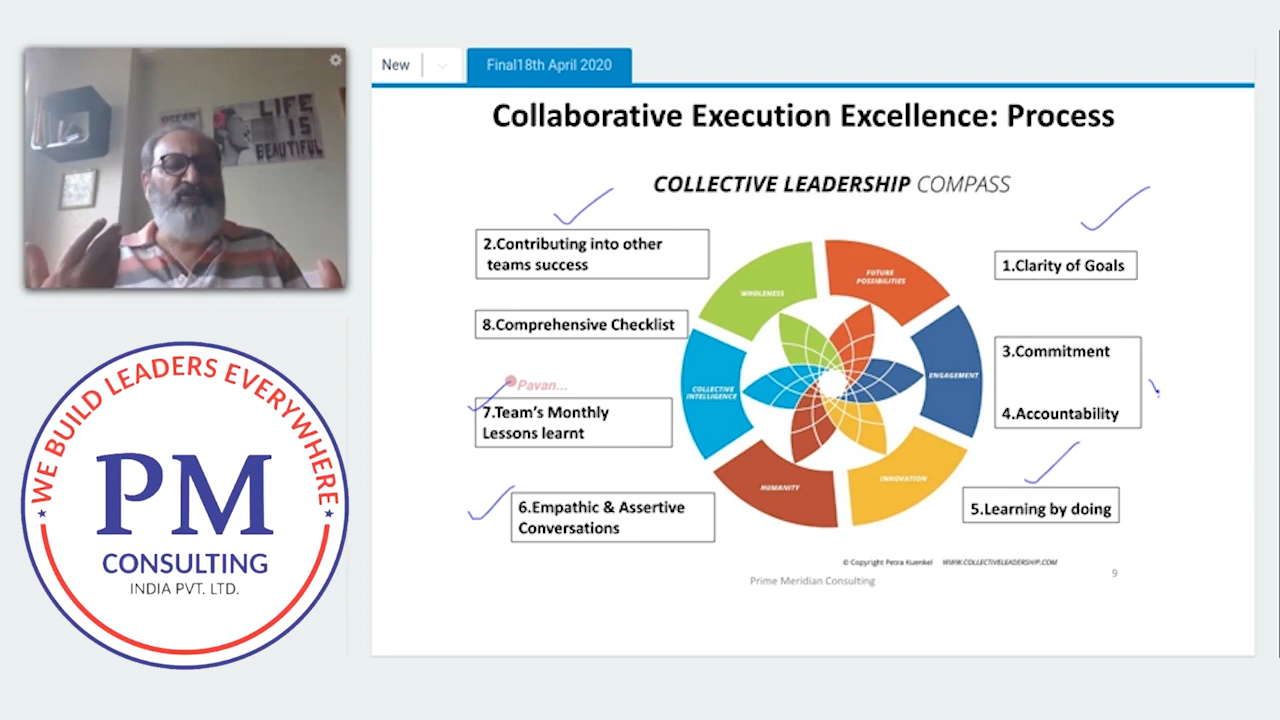 LIFE
IS
BEAUTIFUL
WE BUILD LEADERS EVERYWHERE
PM
CONSULTING
INDIA PVT. LTD.
New
Final18th April 2020
Collaborative Execution Excellence: Process
COLLECTIVE LEADERSHIP COMPASS
2.Contributing into other
teams success
8.Comprehensive Checklist
Pavan...
7.Team's Monthly
Lessons learnt
6.Empathic & Assertive
Conversations
WHOLENESS
FUTURE
POSSIBILITIES
COLLECTIVE
INTELLIGENCE
ENGAGEMENT
HUMANITY
INNOVATION
1.Clarity of Goals
3.Commitment
4.Accountability
5.Learning by doing
© Copyright Petra Kuenkel WWW.COLLECTIVELEADERSHIP.COM
Prime Meridian Consulting
9